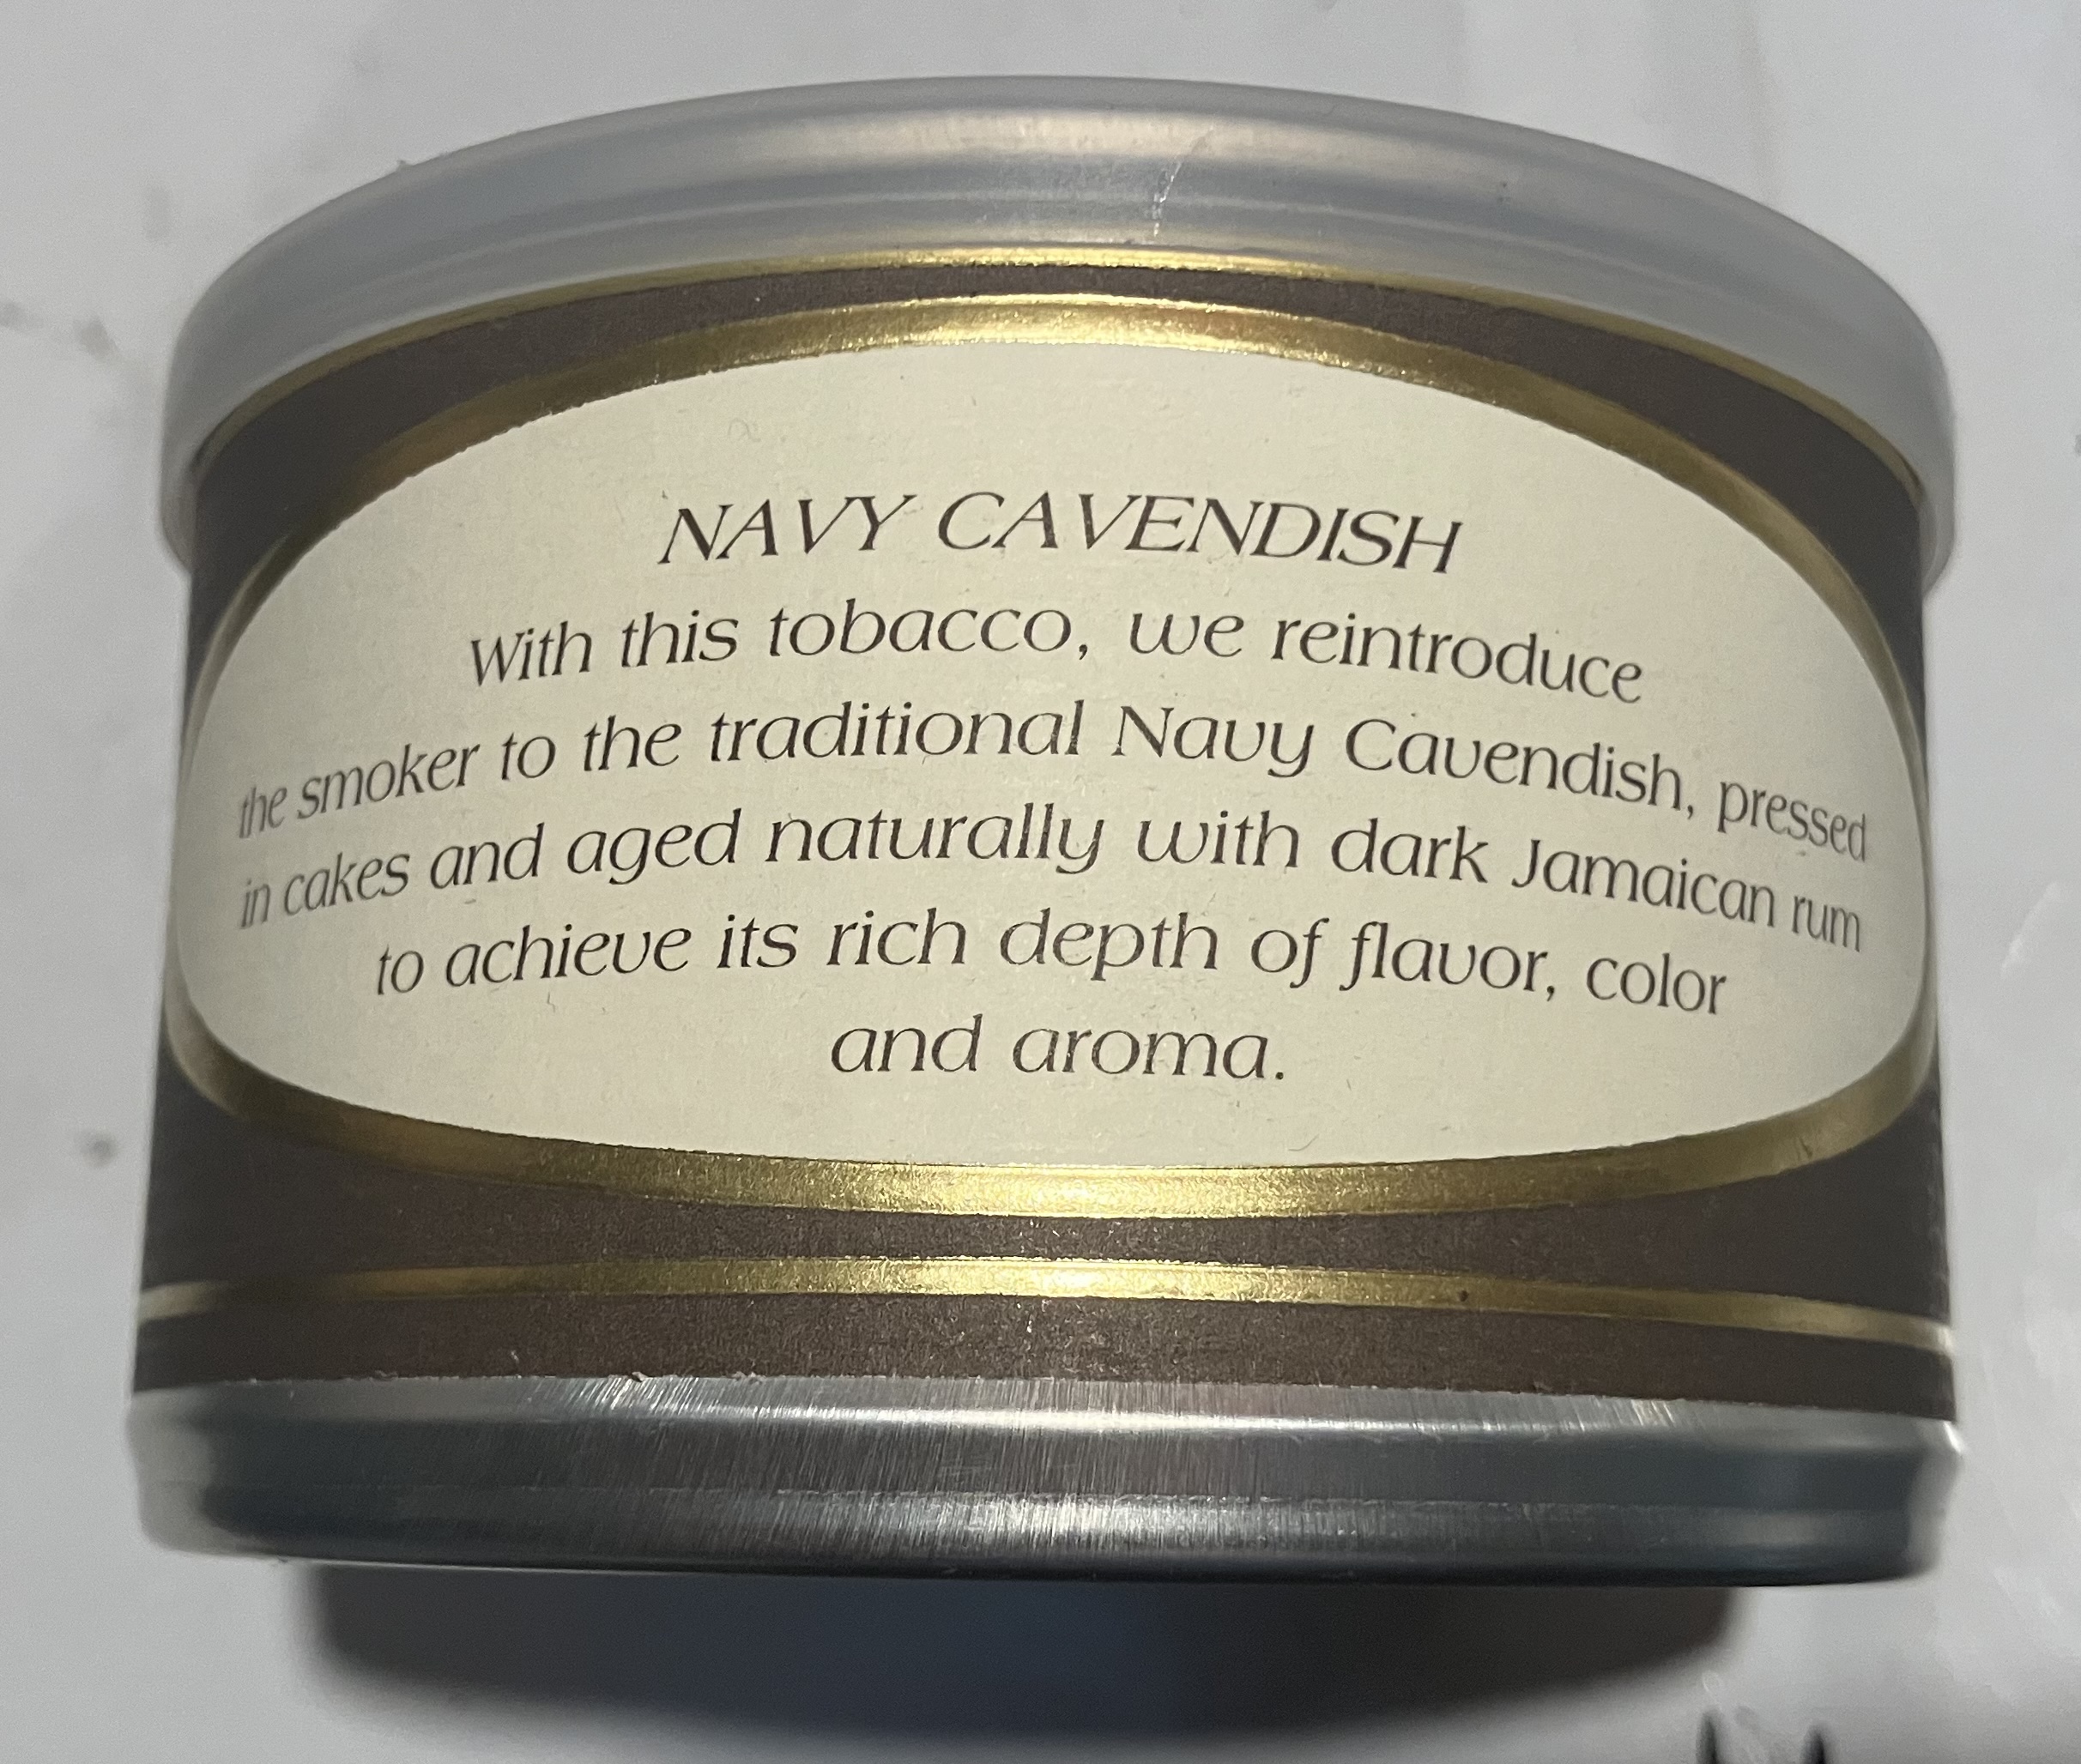 NAVY CAVENDISH
With this tobacco, we reintroduce
the smoker to the traditional Navy Cavendish, pressed
in cakes and aged naturally with dark Jamaican rum
to achieve its rich depth of flavor, color
and aroma.